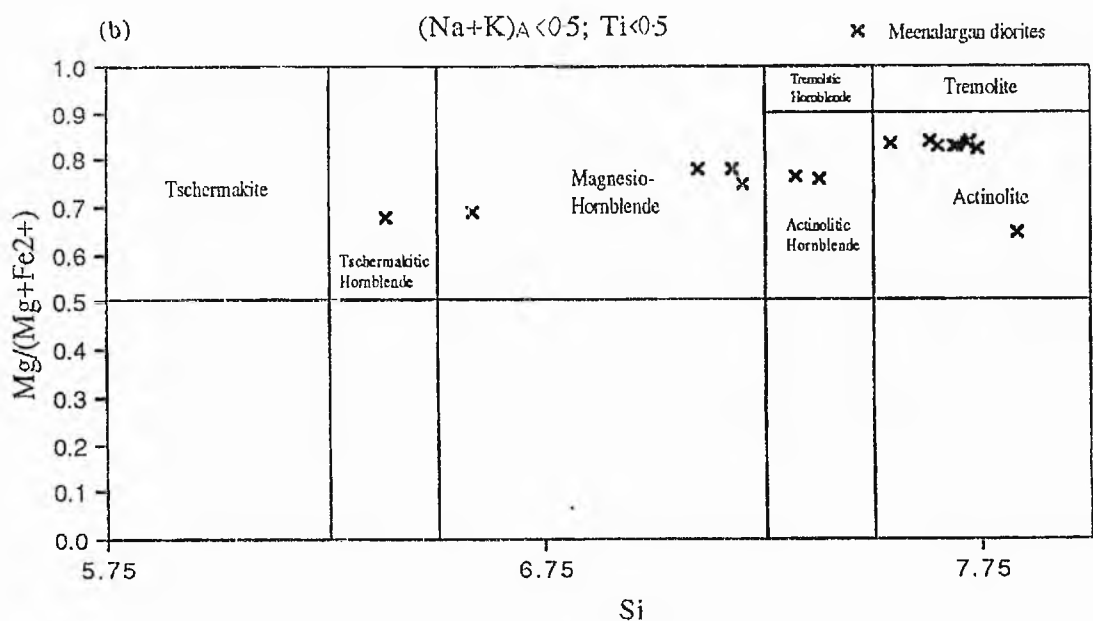 (b)
(Na+K)A<0·5; Ti<0·5
× Meenalargan diorites
Mg/(Mg+Fe2+)
1.0
0.9
0.8
0.7
0.6
0.5
0.4
0.3
0.2
0.1
0.0
Tschermakite
Tschermakitic
Hornblende
Magnesio-
Hornblende
Tremolitic
Hornblende
Actinolitic
Hornblende
Tremolite
Actinolite
5.75
6.75
7.75
Si